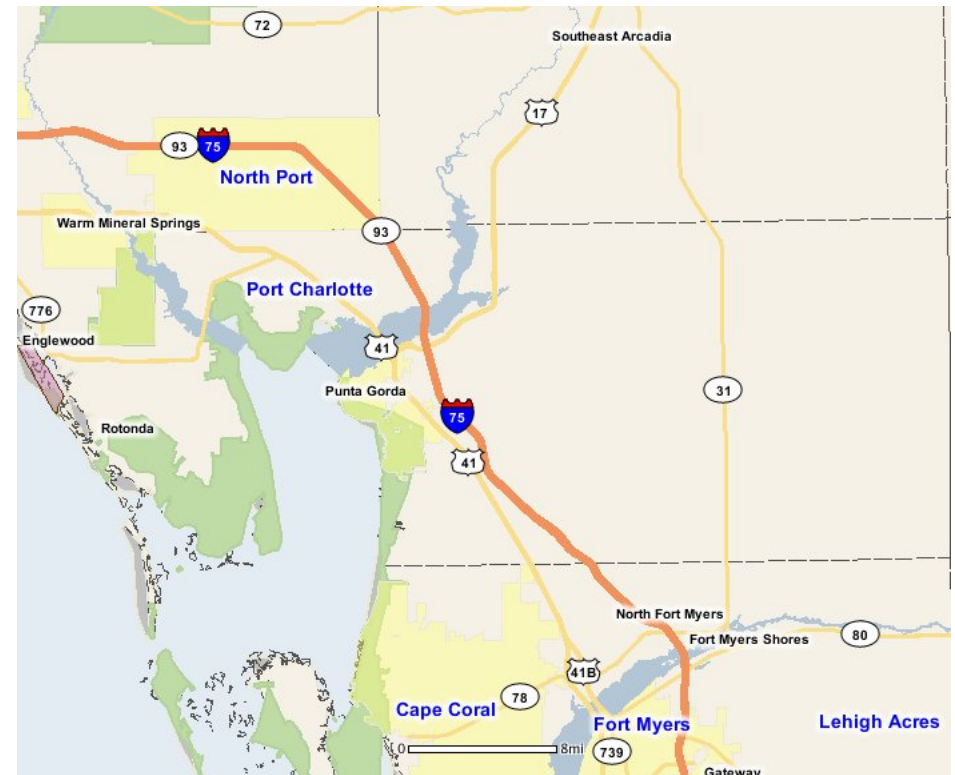 72
Southeast Arcadia
17
93
75
North Port
Warm Mineral Springs
93
Port Charlotte
776
Englewood
41
Punta Gorda
31
Rotonda
75
41
North Fort Myers
Fort Myers Shores
80
41B
78
Cape Coral
Fort Myers
Lehigh Acres
0
8mi
739
Gateway